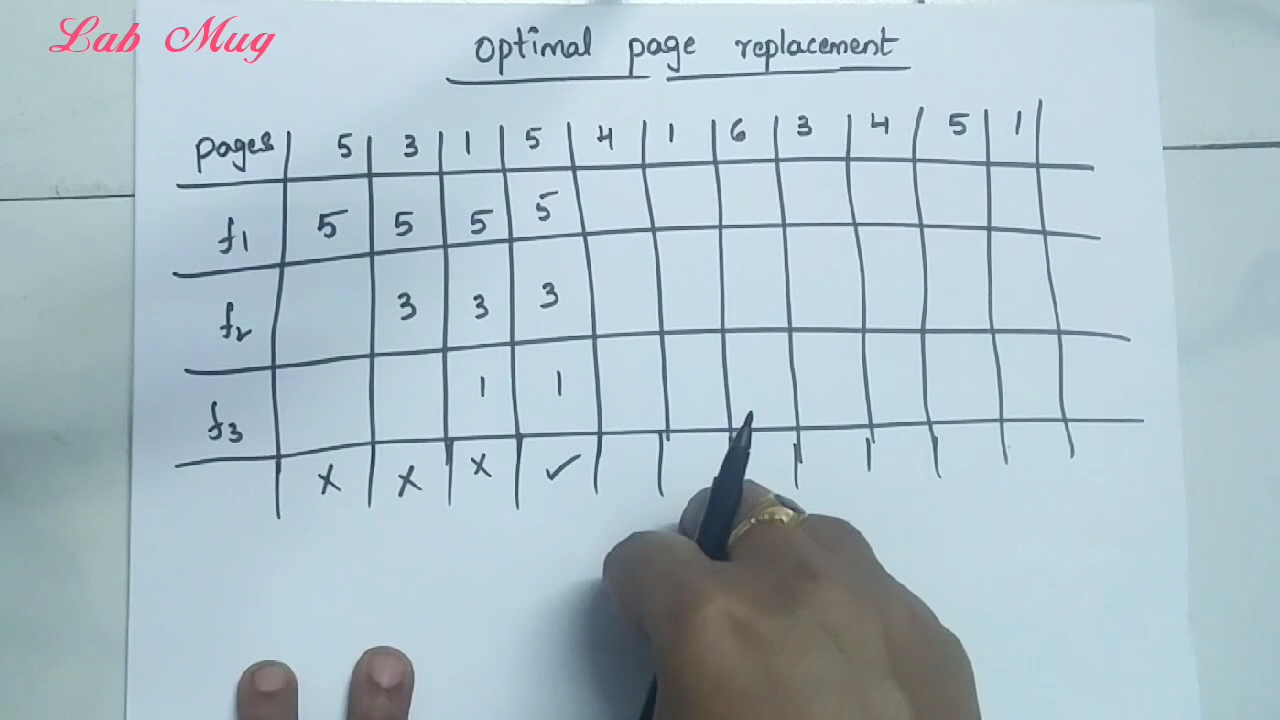 Lab Mug
Optimal page replacement
pages 5 3 1 5 4 1 6 3 4 5 1
f1 5 5 5 5
f2 3 3 3
f3 1 1
x x x ✓